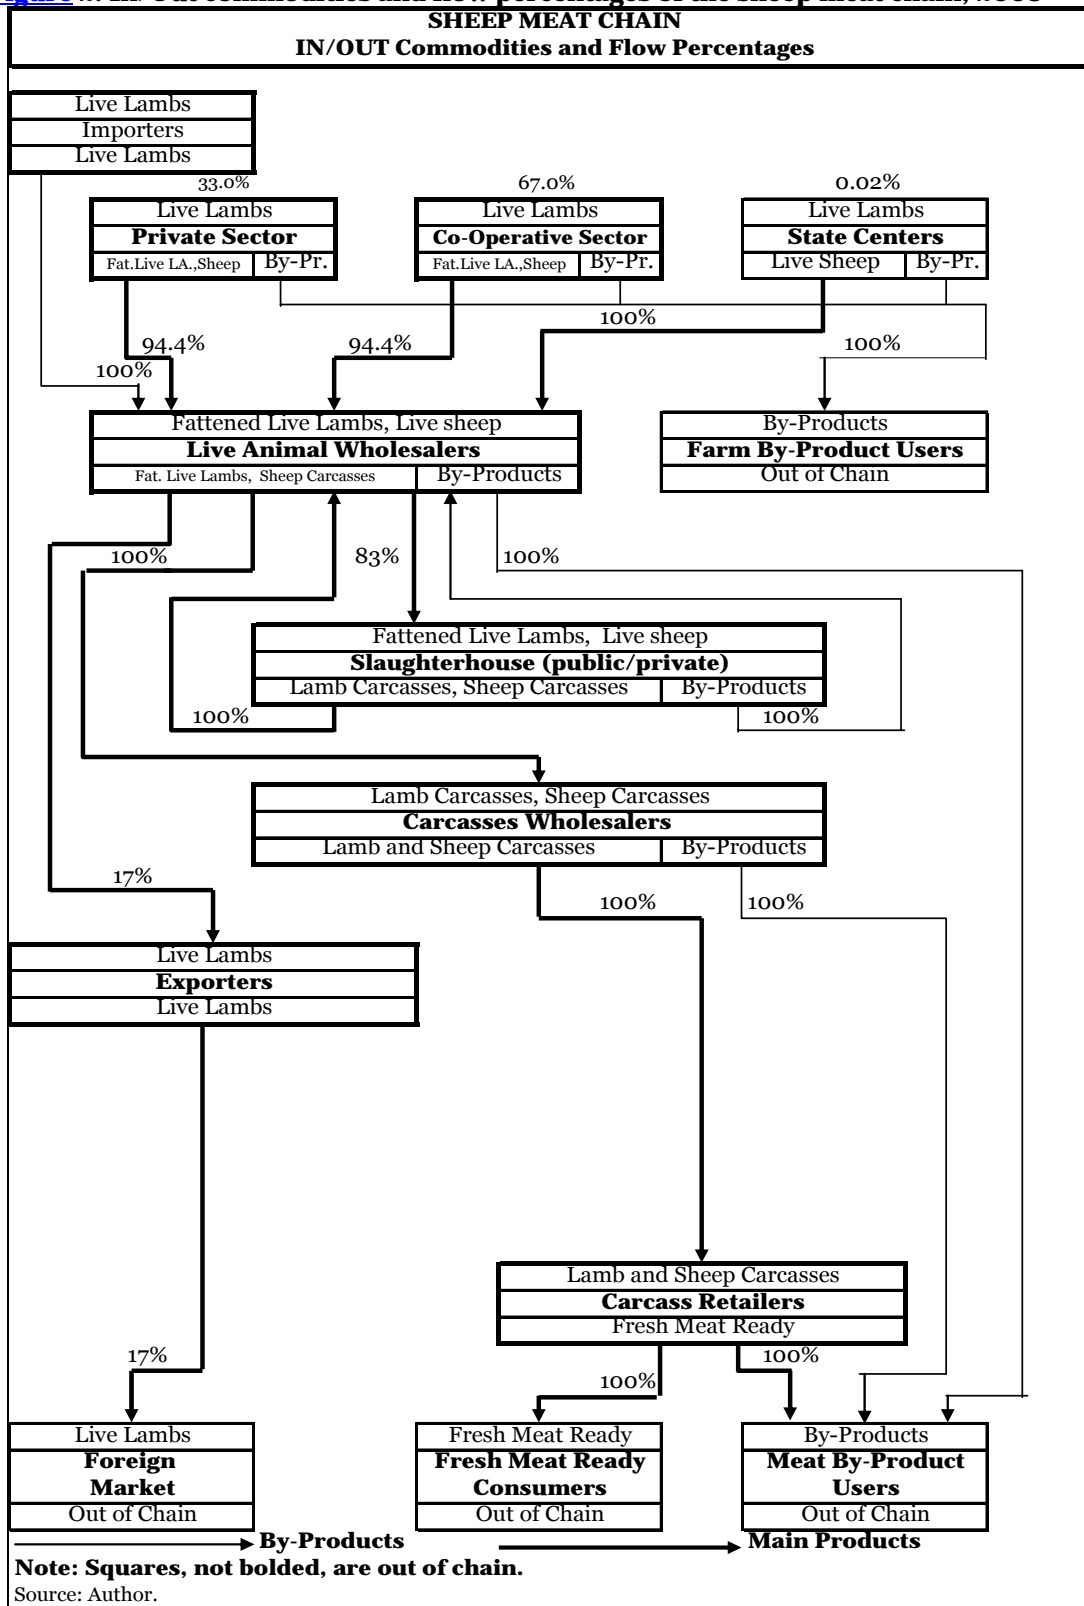 SHEEP MEAT CHAIN
IN/OUT Commodities and Flow Percentages
Live Lambs
Importers
Live Lambs
33.0%
67.0%
0.02%
Live Lambs
Private Sector
Fat.Live LA.,Sheep
By-Pr.
Live Lambs
Co-Operative Sector
Fat.Live LA.,Sheep
By-Pr.
Live Lambs
State Centers
Live Sheep
By-Pr.
100%
94.4%
94.4%
100%
100%
Fattened Live Lambs, Live sheep
Live Animal Wholesalers
Fat. Live Lambs, Sheep Carcasses
By-Products
By-Products
Farm By-Product Users
Out of Chain
100%
83%
100%
Fattened Live Lambs, Live sheep
Slaughterhouse (public/private)
Lamb Carcasses, Sheep Carcasses
By-Products
100%
100%
Lamb Carcasses, Sheep Carcasses
Carcasses Wholesalers
Lamb and Sheep Carcasses
By-Products
17%
100%
100%
Live Lambs
Exporters
Live Lambs
Lamb and Sheep Carcasses
Carcass Retailers
Fresh Meat Ready
17%
100%
100%
Live Lambs
Foreign
Market
Out of Chain
Fresh Meat Ready
Fresh Meat Ready
Consumers
Out of Chain
By-Products
Meat By-Product
Users
Out of Chain
By-Products
Main Products
Note: Squares, not bolded, are out of chain.
Source: Author.